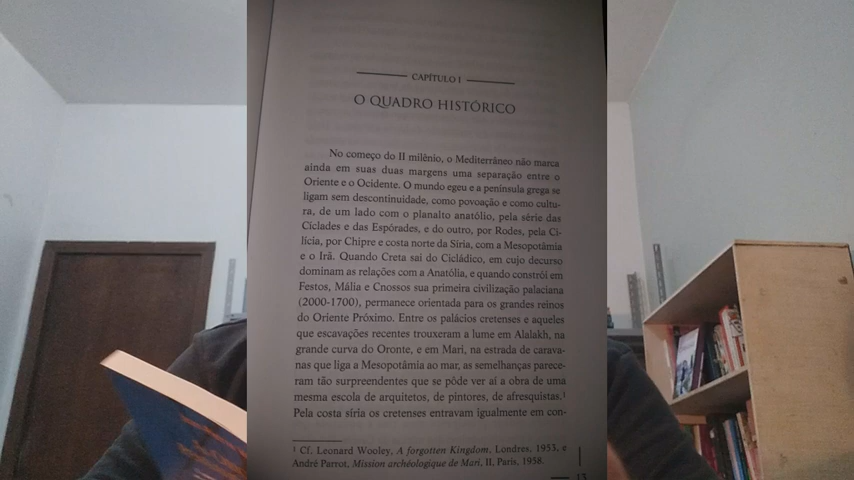 CAPÍTULO I
O QUADRO HISTÓRICO
No começo do II milênio, o Mediterrâneo não marca
ainda em suas duas margens uma separação entre o
Oriente e o Ocidente. O mundo egeu e a península grega se
ligam sem descontinuidade, como povoação e como cultu-
ra, de um lado com o planalto anatólio, pela série das
Cíclades e das Espórades, e do outro, por Rodes, pela Ci-
lícia, por Chipre e costa norte da Síria, com a Mesopotâmia
e o Irã. Quando Creta sai do Cicládico, em cujo decurso
dominam as relações com a Anatólia, e quando constrói em
Festos, Mália e Cnossos sua primeira civilização palaciana
(2000-1700), permanece orientada para os grandes reinos
do Oriente Próximo. Entre os palácios cretenses e aqueles
que escavações recentes trouxeram a lume em Alalakh, na
grande curva do Oronte, e em Mari, na estrada de carava-
nas que liga a Mesopotâmia ao mar, as semelhanças parece-
ram tão surpreendentes que se pôde ver aí a obra de uma
mesma escola de arquitetos, de pintores, de afresquistas.¹
Pela costa síria os cretenses entravam igualmente em con-
¹ Cf. Leonard Wooley, A forgotten Kingdom, Londres, 1953, e
André Parrot, Mission archéologique de Mari, II, Paris, 1958.
13